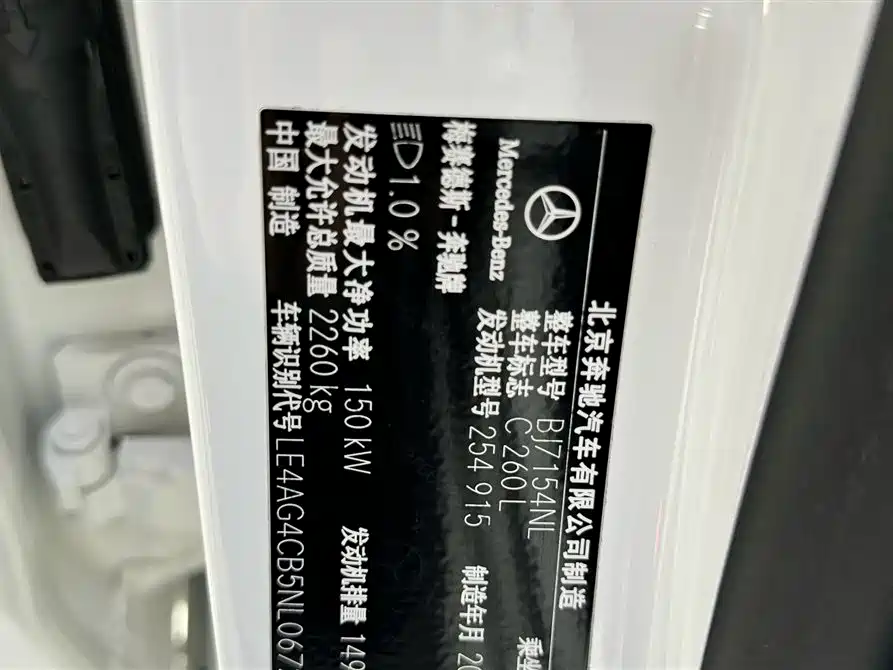 北京奔驰汽车有限公司制造
Mercedes-Benz
整车型号 BJ7154NL
整车标志 C 260 L
发动机型号 254 915
制造年月 20
梅赛德斯-奔驰牌
1.0 %
发动机最大净功率 150 kW
发动机排量 149
最大允许总质量 2260 kg
中国 制造
车辆识别代号 LE4AG4CB5NL067